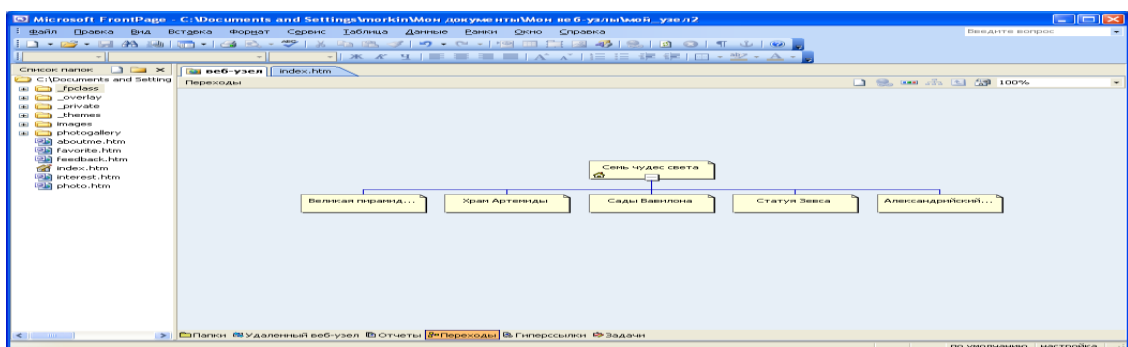 Microsoft FrontPage - C:\Documents and Settings\morkin\Мои документы\Мои веб-узлы\мой_узел2
Файл Правка Вид Вставка Формат Сервис Таблица Данные Рамки Окно Справка Введите вопрос
Ж К Ч
Список папок
веб-узел index.htm
C:\Documents and Setting
Переходы 100%
_fpclass
_overlay
_private
_themes
images
photogallery
aboutme.htm
favorite.htm
feedback.htm
index.htm
interest.htm
photo.htm
Семь чудес света
Великая пирамид... Храм Артемиды Сады Вавилона Статуя Зевса Александрийский...
Папки Удаленный веб-узел Отчеты Переходы Гиперссылки Задачи
по умолчанию настройка